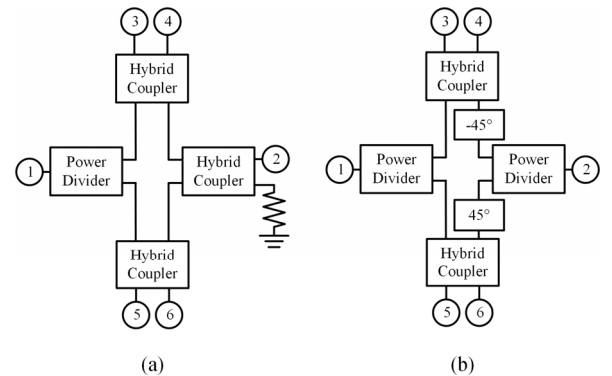 3 4
Hybrid
Coupler
1
Power
Divider
Hybrid
Coupler
2
Hybrid
Coupler
5 6
(a)
3 4
Hybrid
Coupler
-45°
1
Power
Divider
Power
Divider
2
45°
Hybrid
Coupler
5 6
(b)